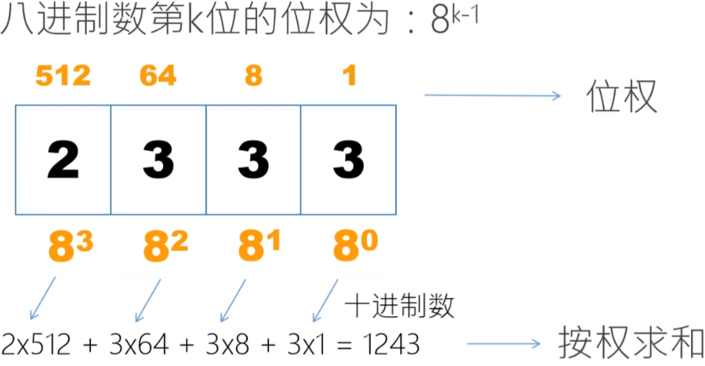 八进制数第k位的位权为：8ᵏ⁻¹
512 64 8 1
位权
2 3 3 3
8³ 8² 8¹ 8⁰
十进制数
2x512 + 3x64 + 3x8 + 3x1 = 1243
按权求和